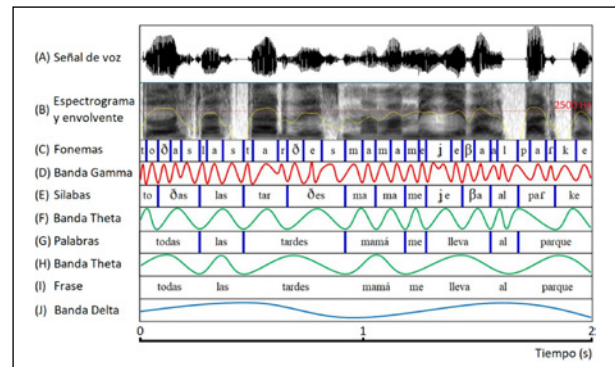 (A) Señal de voz
(B) Espectrograma y envolvente
2500 Hz
(C) Fonemas
t o ð a s l a s t a r ð e s m a m a m e j e β a a l p a f k e
(D) Banda Gamma
(E) Sílabas
to ðas las tar ðes ma ma me je βa al paf ke
(F) Banda Theta
(G) Palabras
todas las tardes mamá me lleva al parque
(H) Banda Theta
(I) Frase
todas las tardes mamá me lleva al parque
(J) Banda Delta
0 1 2
Tiempo (s)